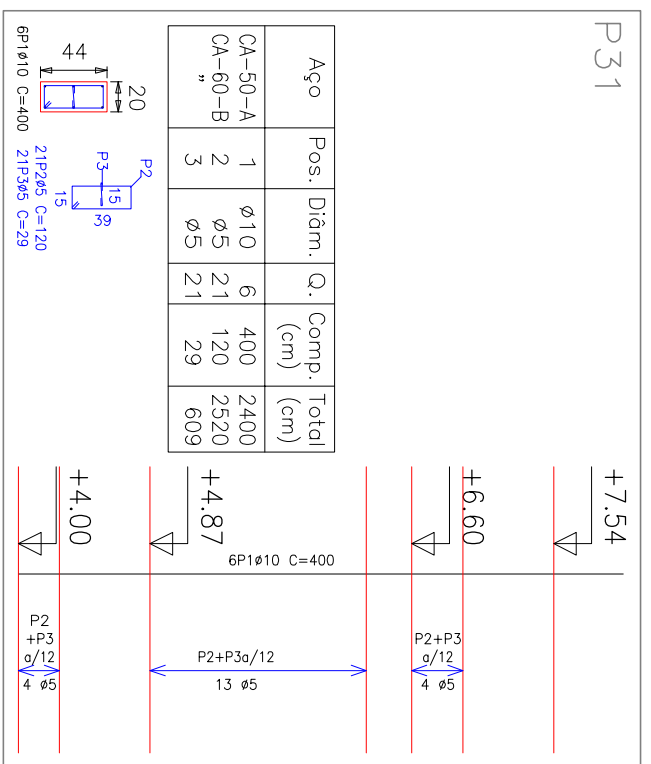 P31
Aço Pos. Diâm. Q. Comp. (cm) Total (cm)
CA-50-A 1 ø10 6 400 2400
CA-60-B 2 ø5 21 120 2520
" 3 ø5 21 29 609
44
20
6P1ø10 C=400
P2
P3
15
15
39
21P2ø5 C=120
21P3ø5 C=29
+7.54
+6.60
+4.87
+4.00
6P1ø10 C=400
P2
+P3
a/12
4 ø5
P2+P3a/12
13 ø5
P2+P3
a/12
4 ø5